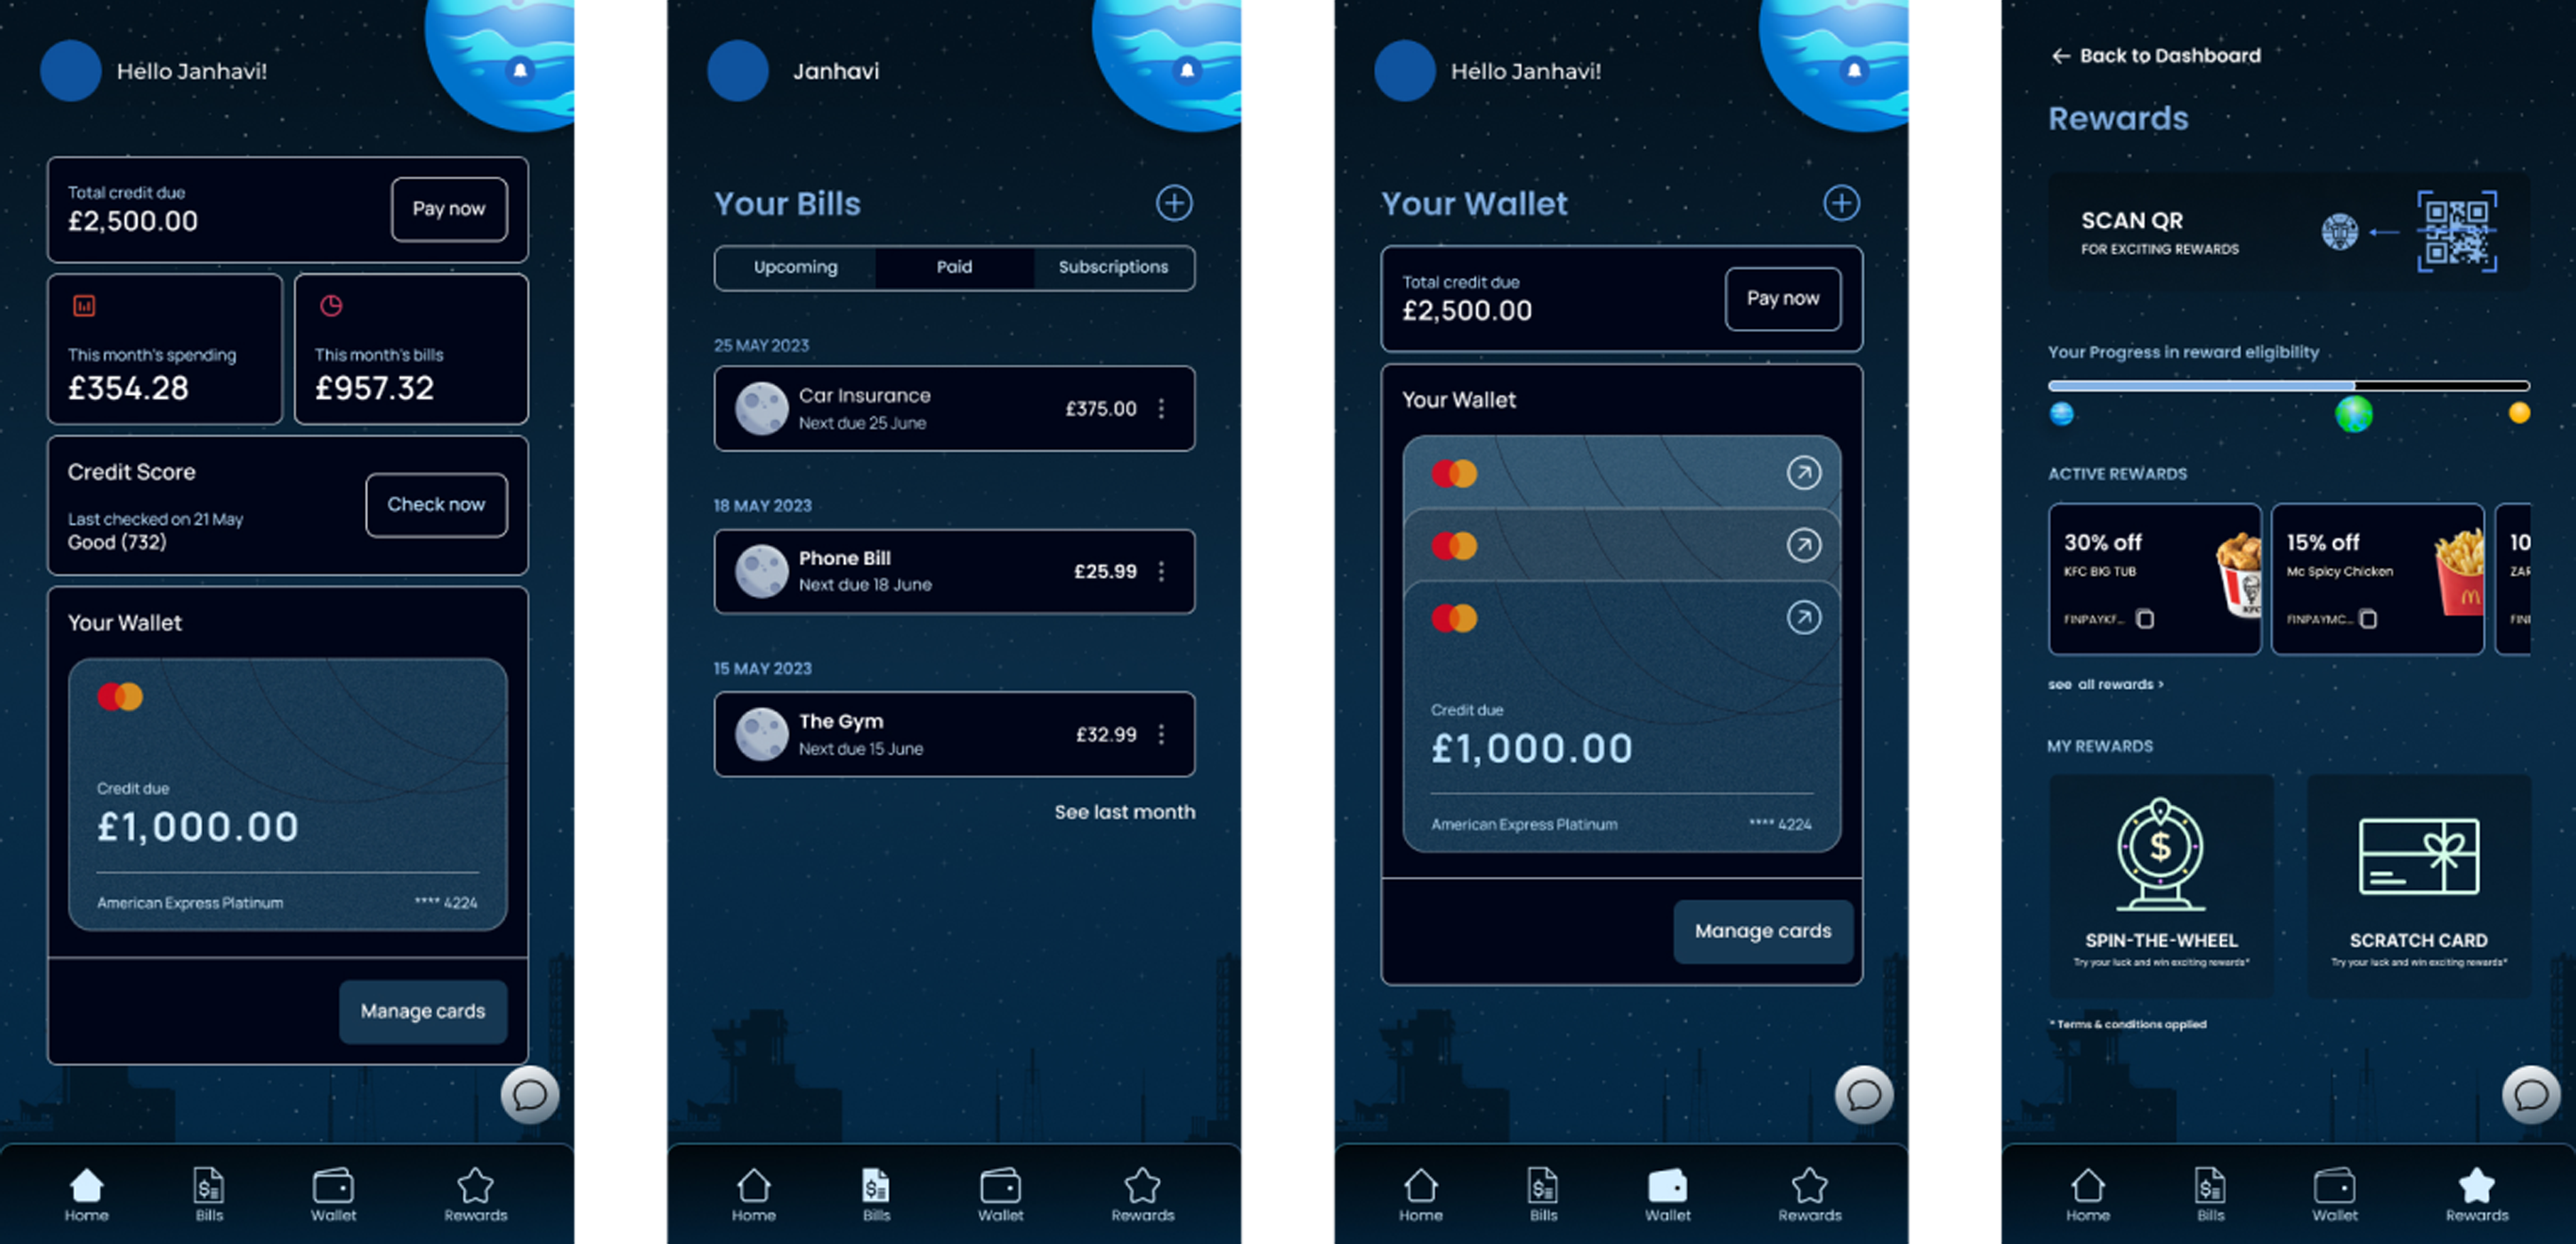 Hello Janhavi!
Total credit due
£2,500.00
Pay now
This month's spending
£354.28
This month's bills
£957.32
Credit Score
Last checked on 21 May
Good (732)
Check now
Your Wallet
Credit due
£1,000.00
American Express Platinum **** 4224
Manage cards
Home Bills Wallet Rewards
Janhavi
Your Bills
Upcoming Paid Subscriptions
25 MAY 2023
Car Insurance
Next due 25 June
£375.00
18 MAY 2023
Phone Bill
Next due 18 June
£25.99
15 MAY 2023
The Gym
Next due 15 June
£32.99
See last month
Home Bills Wallet Rewards
Hello Janhavi!
Your Wallet
Total credit due
£2,500.00
Pay now
Your Wallet
Credit due
£1,000.00
American Express Platinum **** 4224
Manage cards
Home Bills Wallet Rewards
← Back to Dashboard
Rewards
SCAN QR
FOR EXCITING REWARDS
Your Progress in reward eligibility
ACTIVE REWARDS
30% off
KFC BIG TUB
FINPAYKF...
KFC
15% off
Mc Spicy Chicken
FINPAYMC...
10
ZAR
FIN
see all rewards >
MY REWARDS
$
SPIN-THE-WHEEL
Try your luck and win exciting rewards*
SCRATCH CARD
Try your luck and win exciting rewards*
* Terms & conditions applied
Home Bills Wallet Rewards